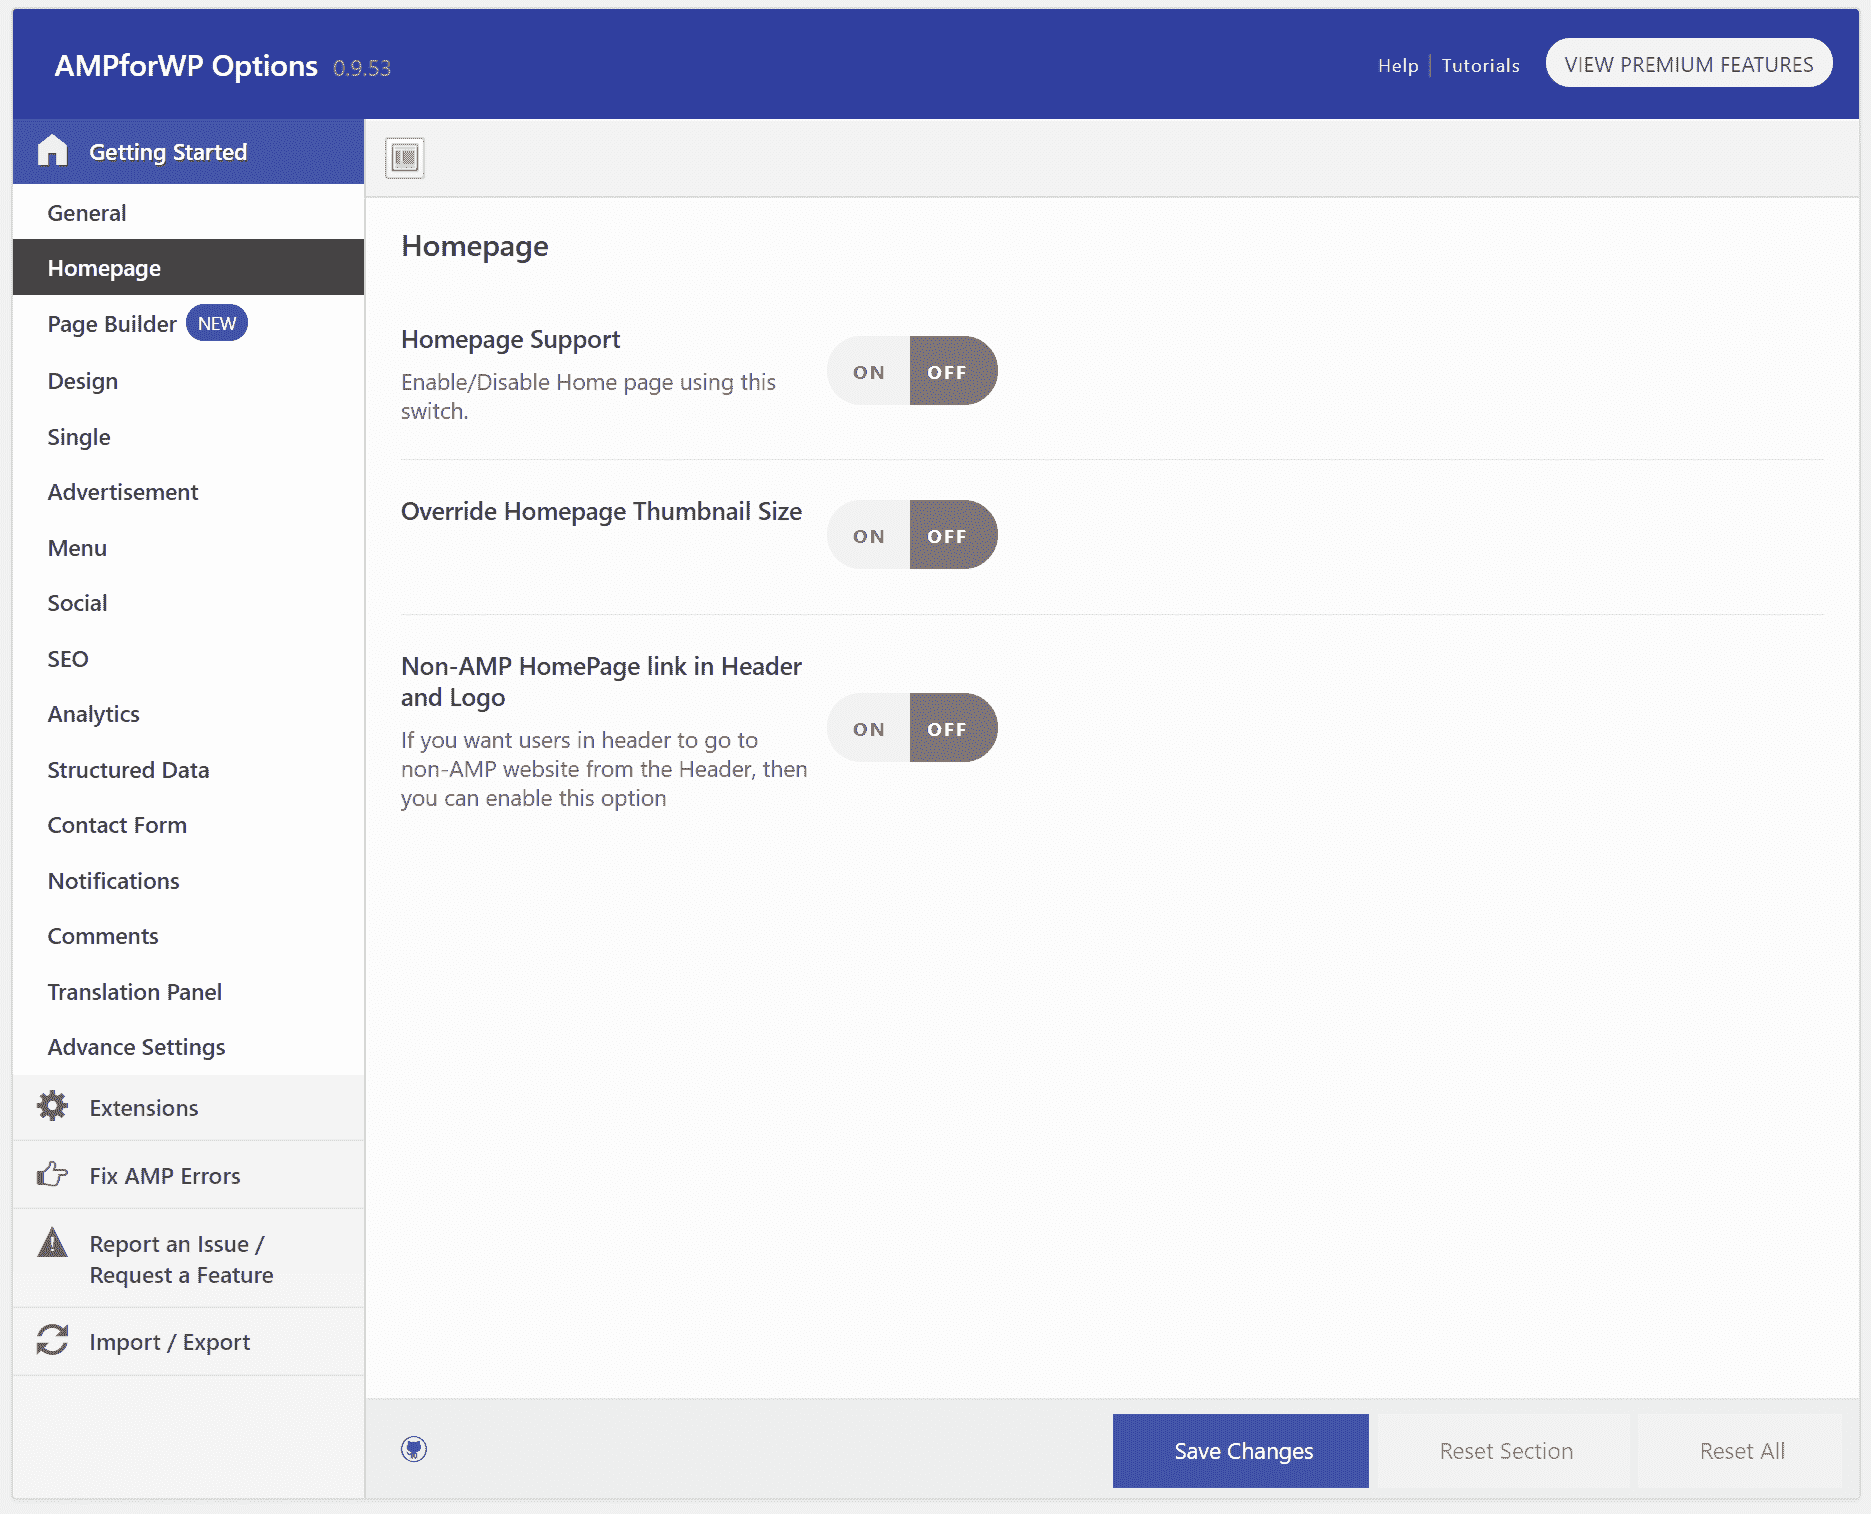 AMPforWP Options 0.9.53
Help | Tutorials
VIEW PREMIUM FEATURES
Getting Started
General
Homepage
Page Builder NEW
Design
Single
Advertisement
Menu
Social
SEO
Analytics
Structured Data
Contact Form
Notifications
Comments
Translation Panel
Advance Settings
Extensions
Fix AMP Errors
Report an Issue /
Request a Feature
Import / Export
Homepage
Homepage Support
Enable/Disable Home page using this
switch.
ON OFF
Override Homepage Thumbnail Size
ON OFF
Non-AMP HomePage link in Header
and Logo
If you want users in header to go to
non-AMP website from the Header, then
you can enable this option
ON OFF
Save Changes
Reset Section
Reset All